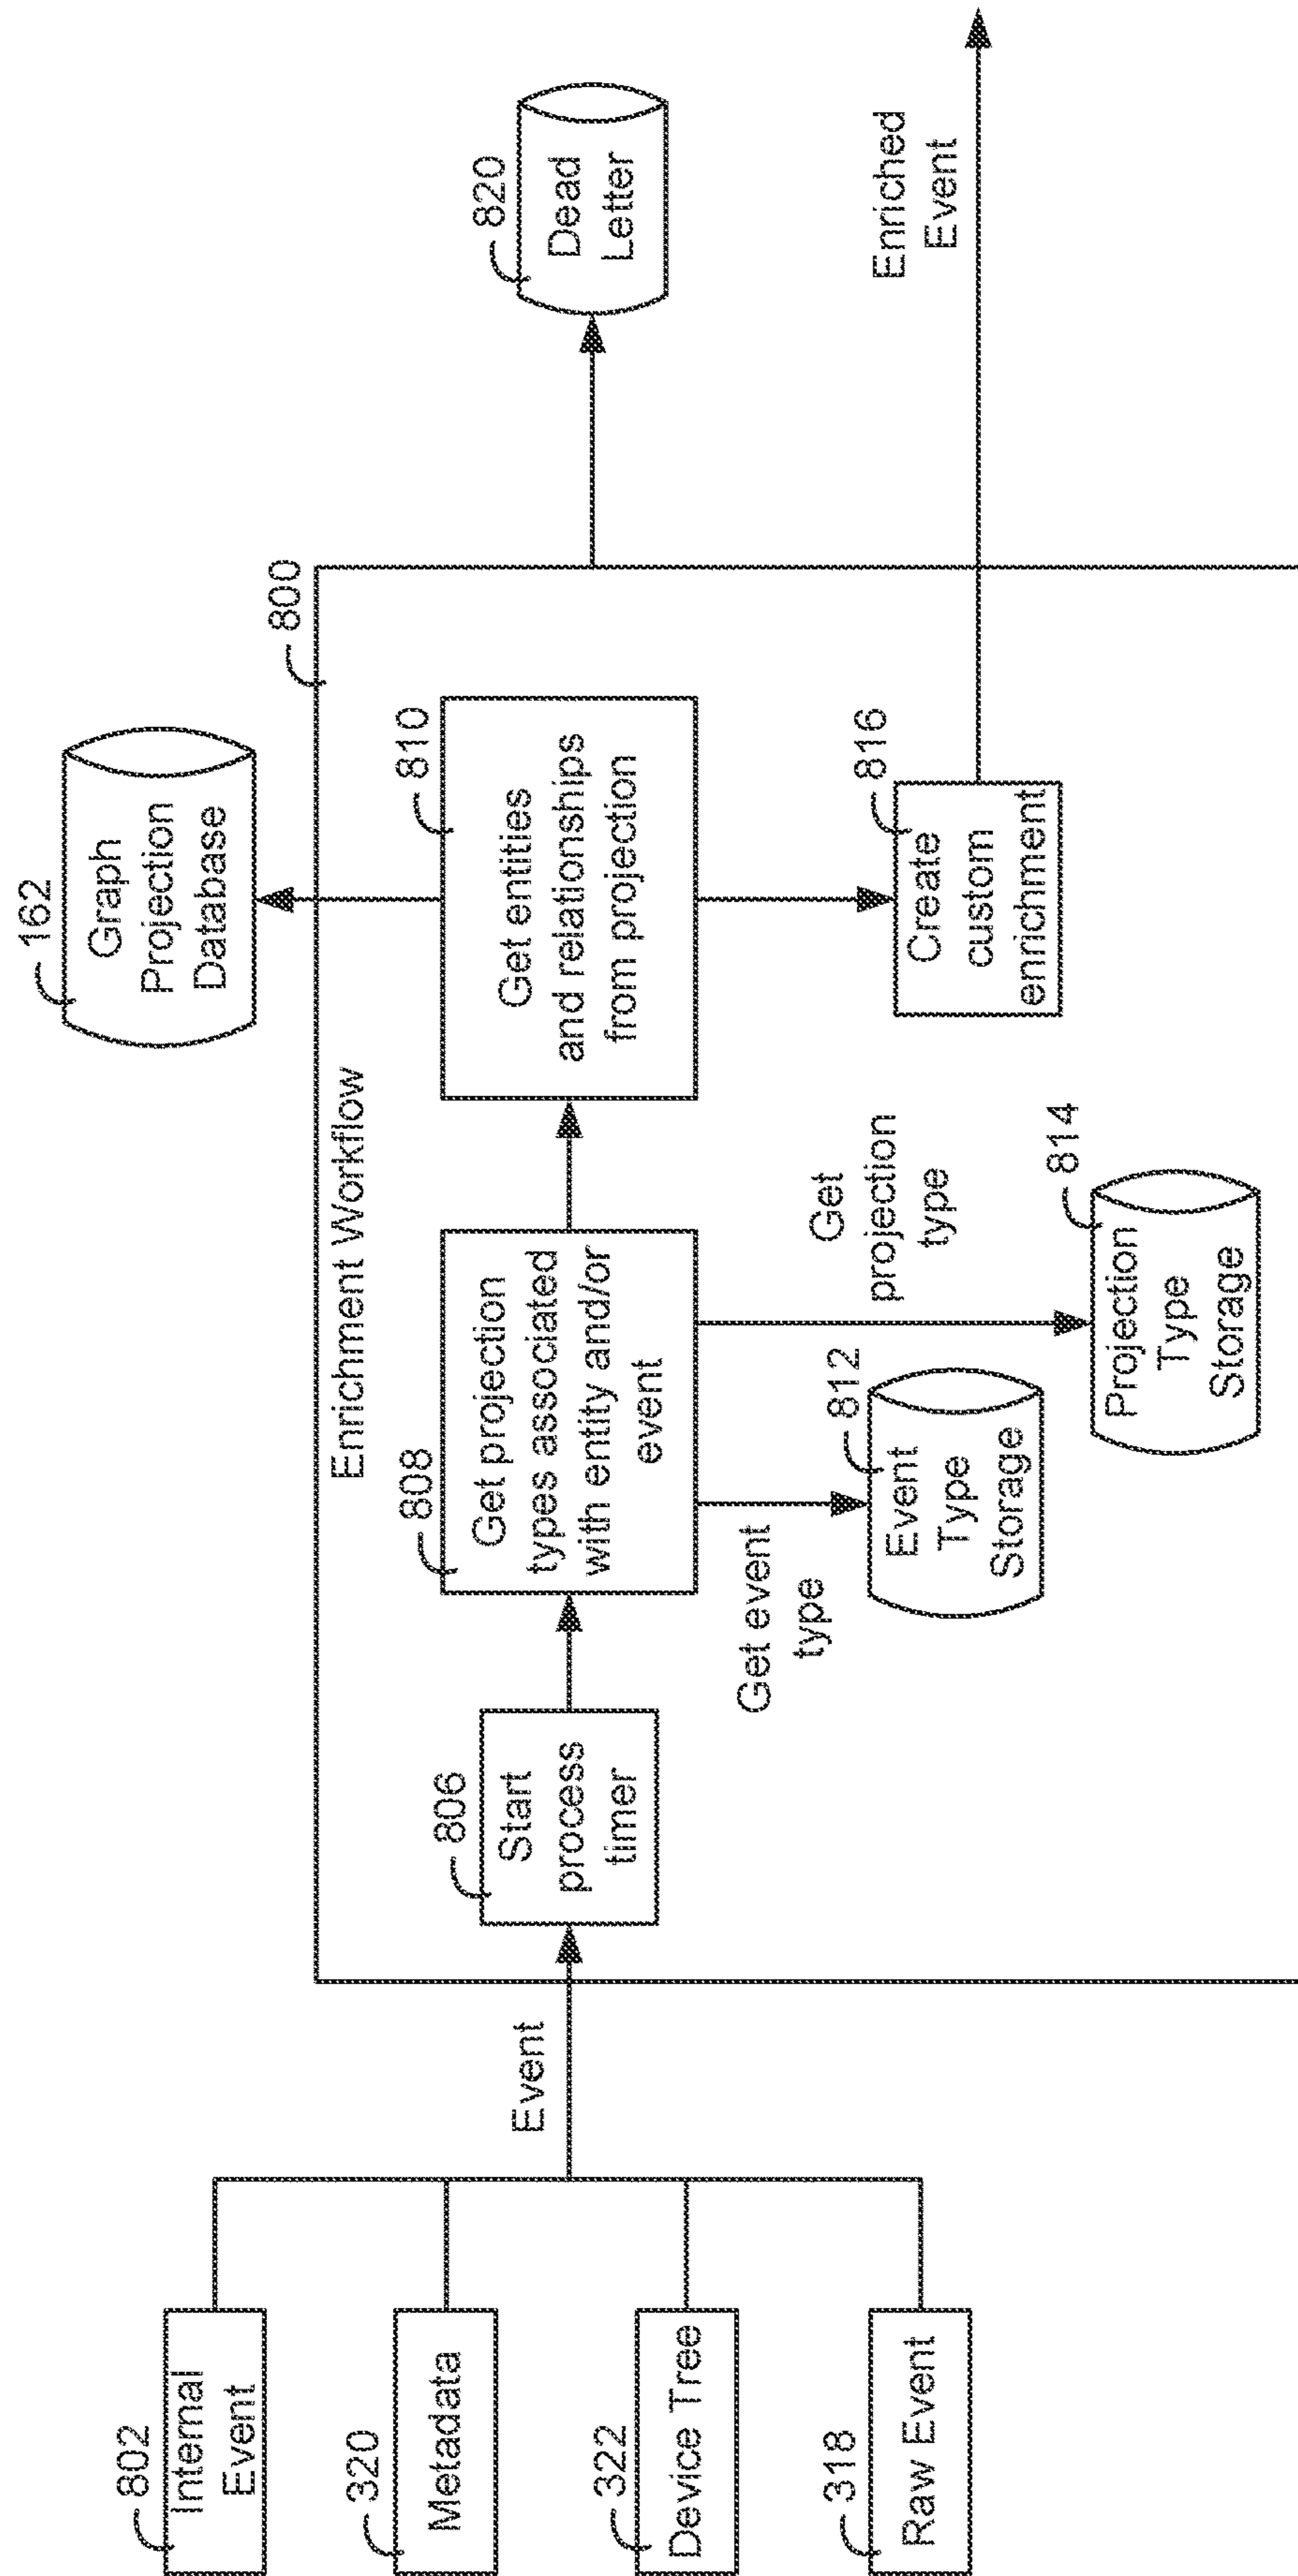 802
Internal
Event
320
Metadata
322
Device Tree
318
Raw Event
Event
800
Enrichment Workflow
806
Start
process
timer
808
Get projection
types associated
with entity and/or
event
Get event
type
812
Event
Type
Storage
Get
projection
type
814
Projection
Type
Storage
162
Graph
Projection
Database
810
Get entities
and relationships
from projection
816
Create
custom
enrichment
820
Dead
Letter
Enriched
Event